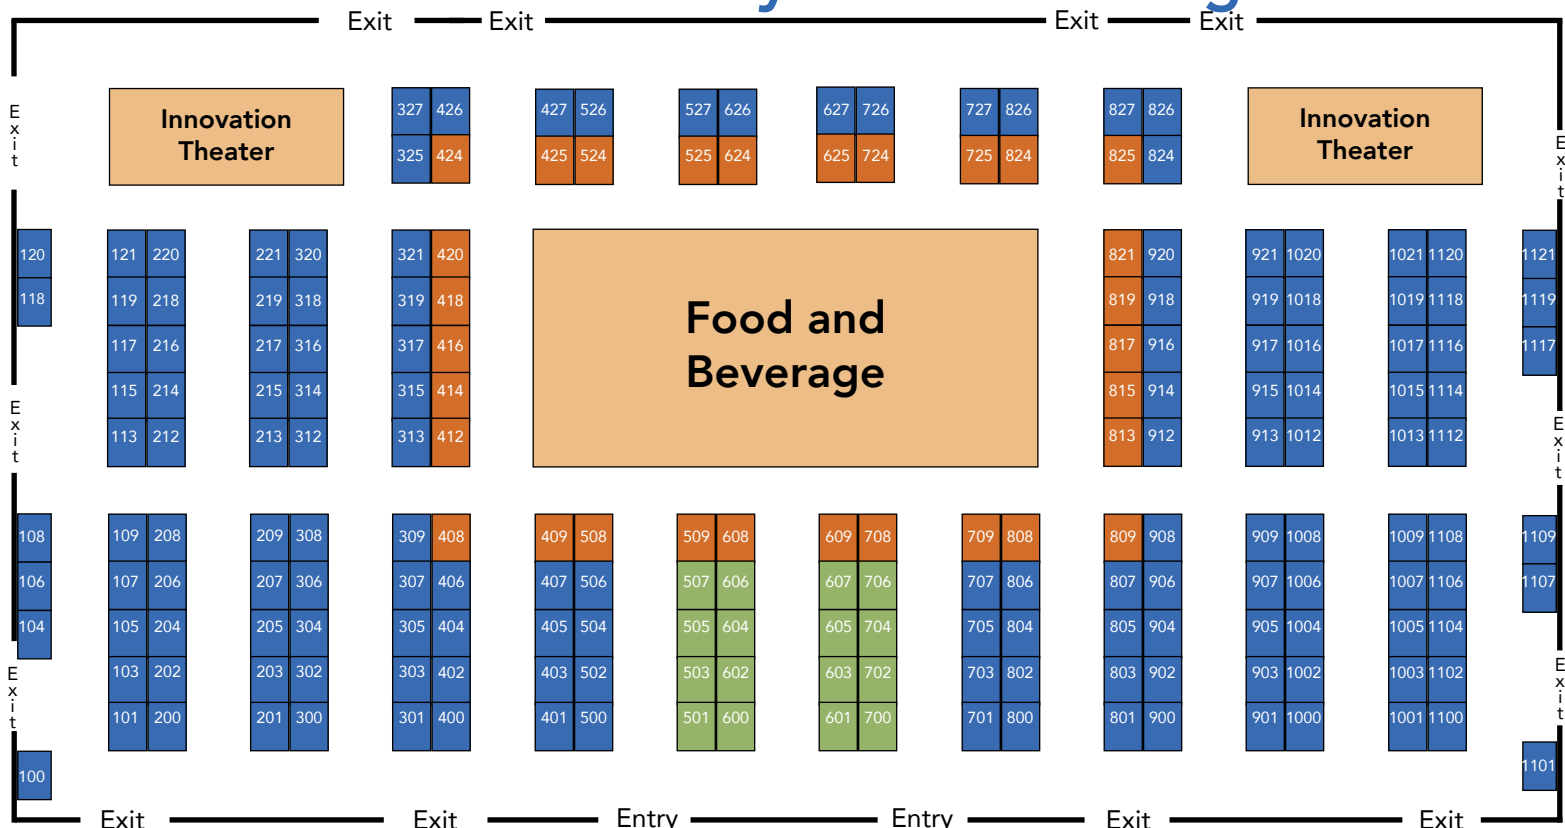 Exit Exit Exit Exit
Exit
Innovation
Theater
327 426 427 526 527 626 627 726 727 826 827 826
325 424 425 524 525 624 625 724 725 824 825 824
Innovation
Theater
Exit
120 121 220 221 320 321 420 821 920 921 1020 1021 1120 1121
118 119 218 219 318 319 418 819 918 919 1018 1019 1118 1119
117 216 217 316 317 416 817 916 917 1016 1017 1116 1117
115 214 215 314 315 414 815 914 915 1014 1015 1114
113 212 213 312 313 412 813 912 913 1012 1013 1112
Food and
Beverage
Exit
Exit
108 109 208 209 308 309 408 409 508 509 608 609 708 709 808 809 908 909 1008 1009 1108 1109
106 107 206 207 306 307 406 407 506 507 606 607 706 707 806 807 906 907 1006 1007 1106 1107
104 105 204 205 304 305 404 405 504 505 604 605 704 705 804 805 904 905 1004 1005 1104
103 202 203 302 303 402 403 502 503 602 603 702 703 802 803 902 903 1002 1003 1102
101 200 201 300 301 400 401 500 501 600 601 700 701 800 801 900 901 1000 1001 1100
Exit
Exit
100 1101
Exit Exit Entry Entry Exit Exit